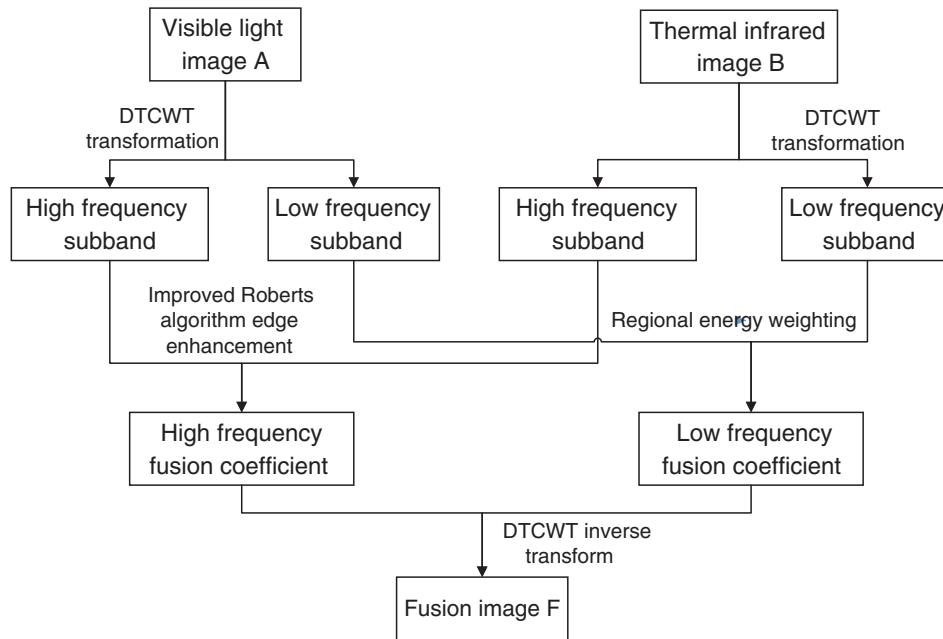 Visible light
image A
Thermal infrared
image B
DTCWT
transformation
DTCWT
transformation
High frequency
subband
Low frequency
subband
High frequency
subband
Low frequency
subband
Improved Roberts
algorithm edge
enhancement
Regional energy weighting
High frequency
fusion coefficient
Low frequency
fusion coefficient
DTCWT inverse
transform
Fusion image F